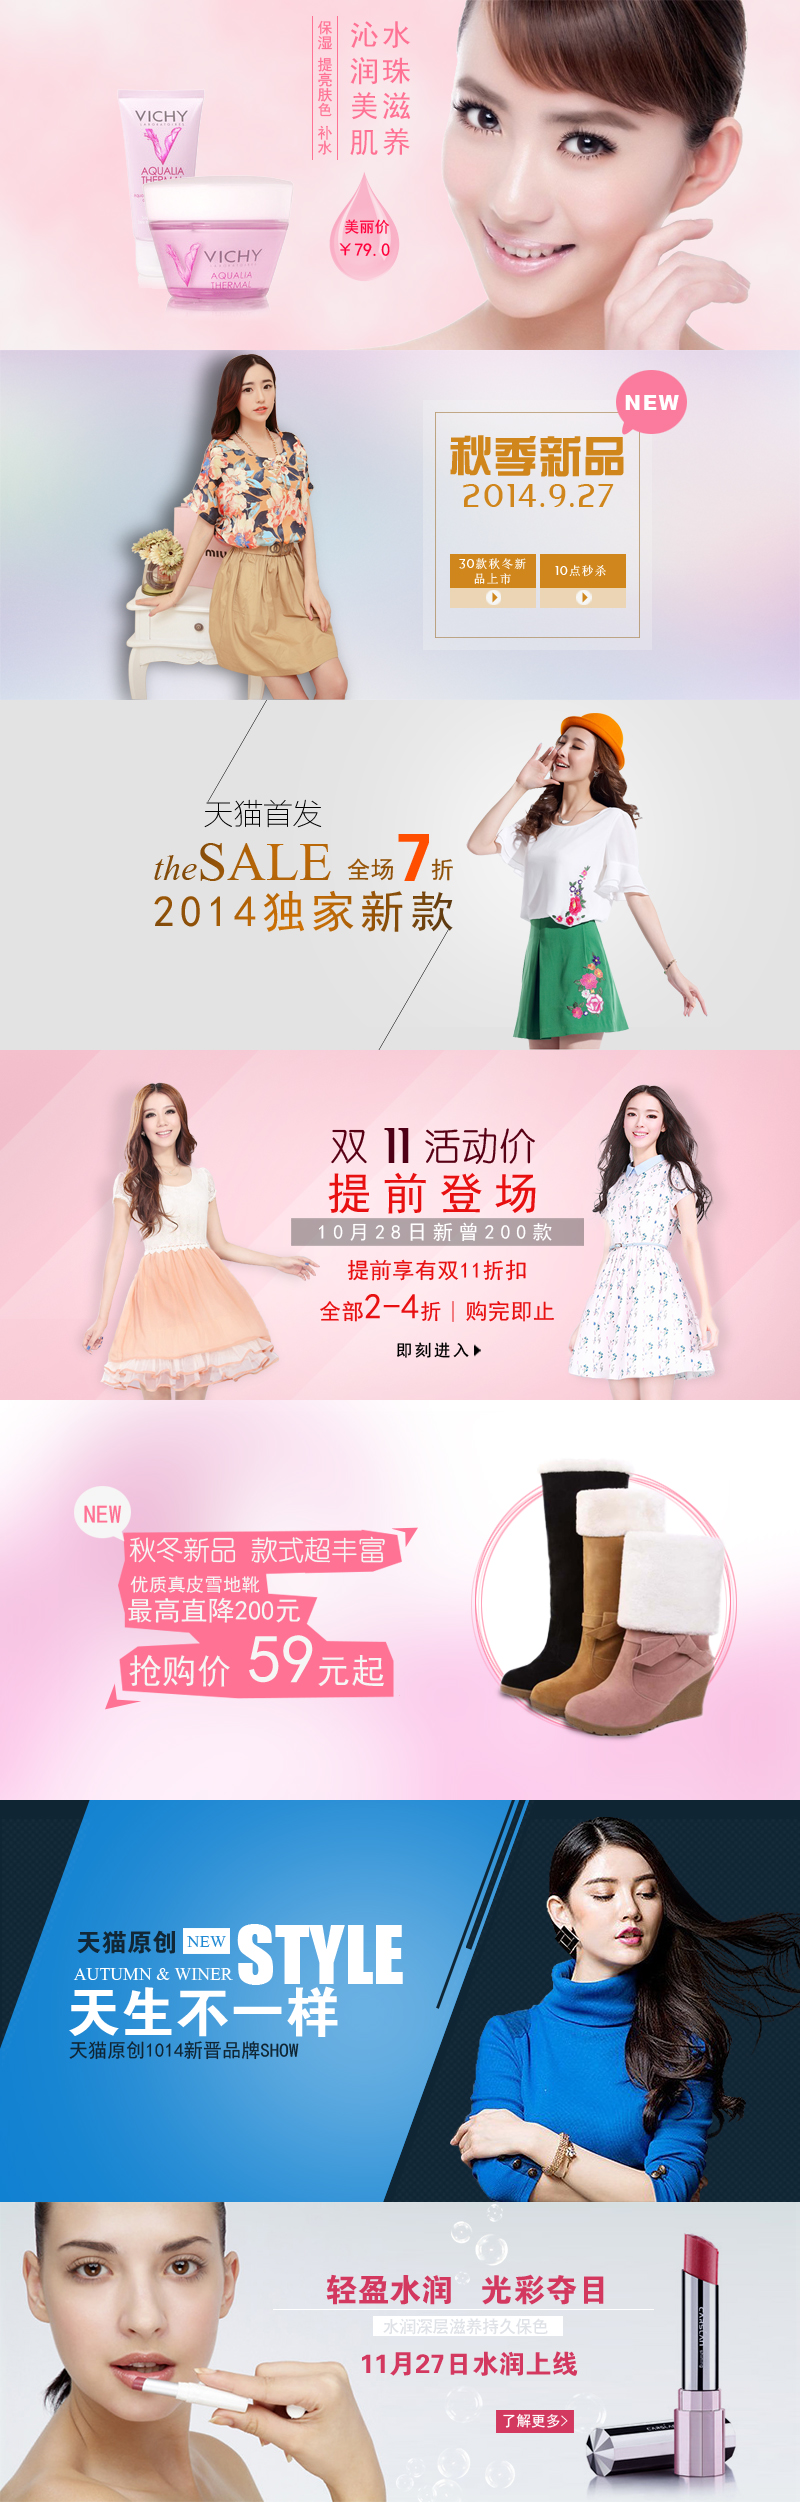 水珠滋养
沁润美肌
保湿 提亮肤色 补水
VICHY
LABORATOIRES
AQUALIA
THERMAL
VICHY
AQUALIA
THERMAL
美丽价
￥79.0
NEW
秋季新品
2014.9.27
30款秋冬新
品上市
10点秒杀
miu
天猫首发
theSALE 全场7折
2014独家新款
双 11 活动价
提前登场
10月28日新曾200款
提前享有双11折扣
全部2-4折|购完即止
即刻进入
NEW
秋冬新品 款式超丰富
优质真皮雪地靴
最高直降200元
抢购价 59元起
天猫原创 NEW STYLE
AUTUMN & WINER
天生不一样
天猫原创1014新晋品牌SHOW
轻盈水润 光彩夺目
水润深层滋养持久保色
11月27日水润上线
了解更多>